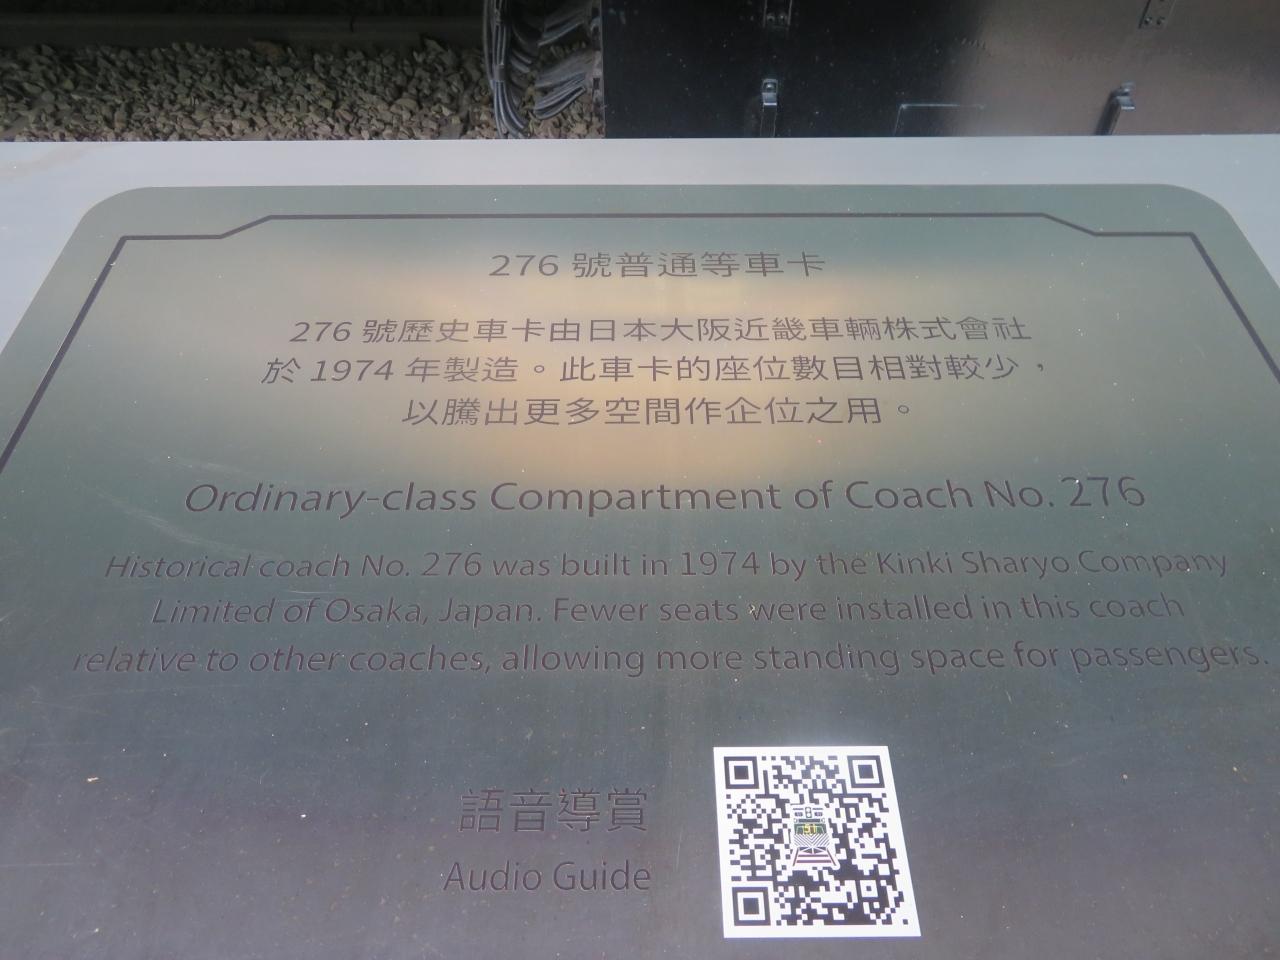 276 號普通等車卡
276 號歷史車卡由日本大阪近畿車輛株式會社
於 1974 年製造。此車卡的座位數目相對較少，
以騰出更多空間作企位之用。
Ordinary-class Compartment of Coach No. 276
Historical coach No. 276 was built in 1974 by the Kinki Sharyo Company
Limited of Osaka, Japan. Fewer seats were installed in this coach
relative to other coaches, allowing more standing space for passengers.
語音導賞
Audio Guide